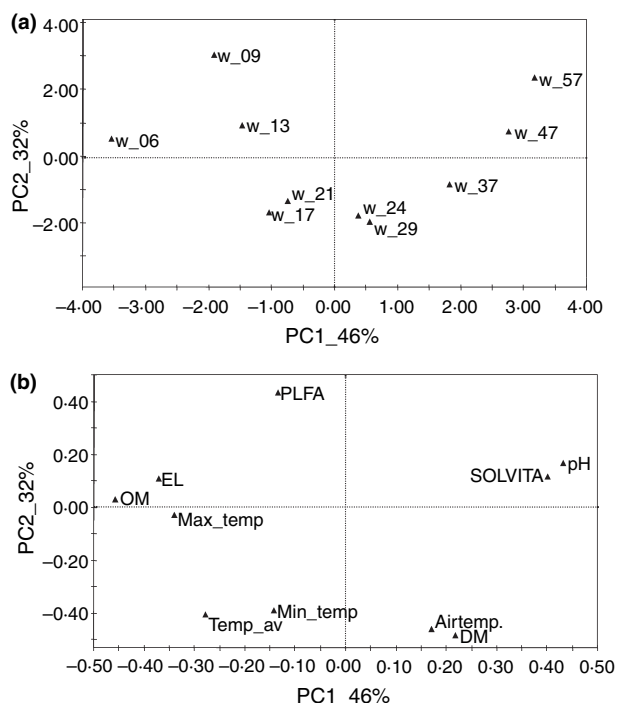 (a)
4·00
w_09
w_57
2·00
w_13
w_47
w_06
0·00
w_37
w_21
w_24
w_17
w_29
−2·00
PC2_32%
−4·00 −3·00 −2·00 −1·00 0·00 1·00 2·00 3·00 4·00
PC1_46%
(b)
0·40
PLFA
0·20
pH
SOLVITA
EL
OM
0·00
Max_temp
−0·20
Min_temp
−0·40
Temp_av
Airtemp.
DM
PC2_32%
−0·50 −0·40 −0·30 −0·20 −0·10 0·00 0·10 0·20 0·30 0·40 0·50
PC1_46%